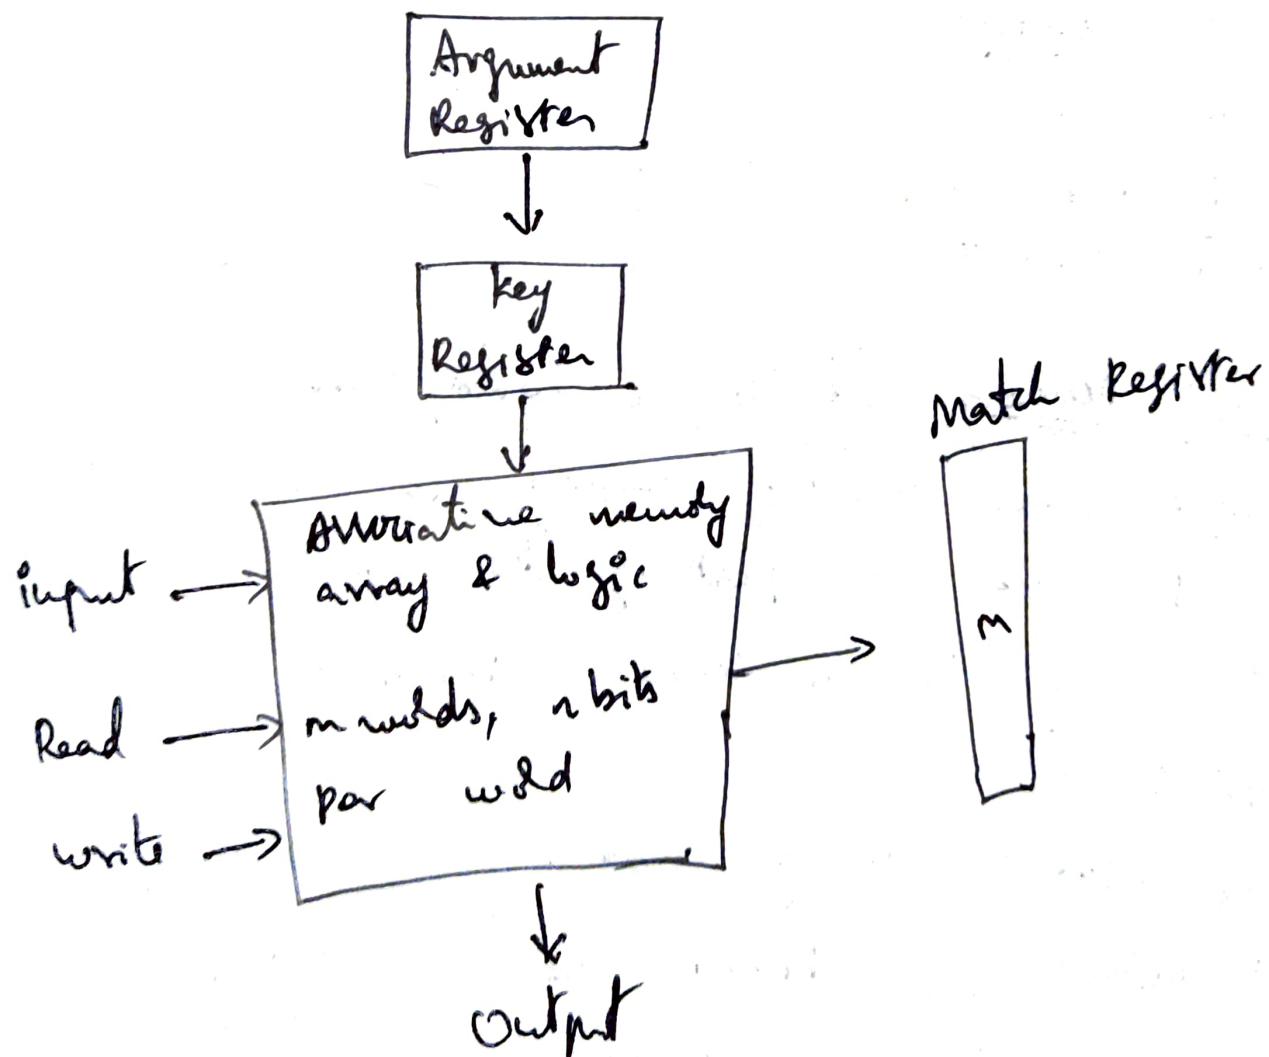 Argument
Register
Key
Register
Match Register
Associative memory
array & logic
m words, n bits
per word
input
Read
write
M
Output